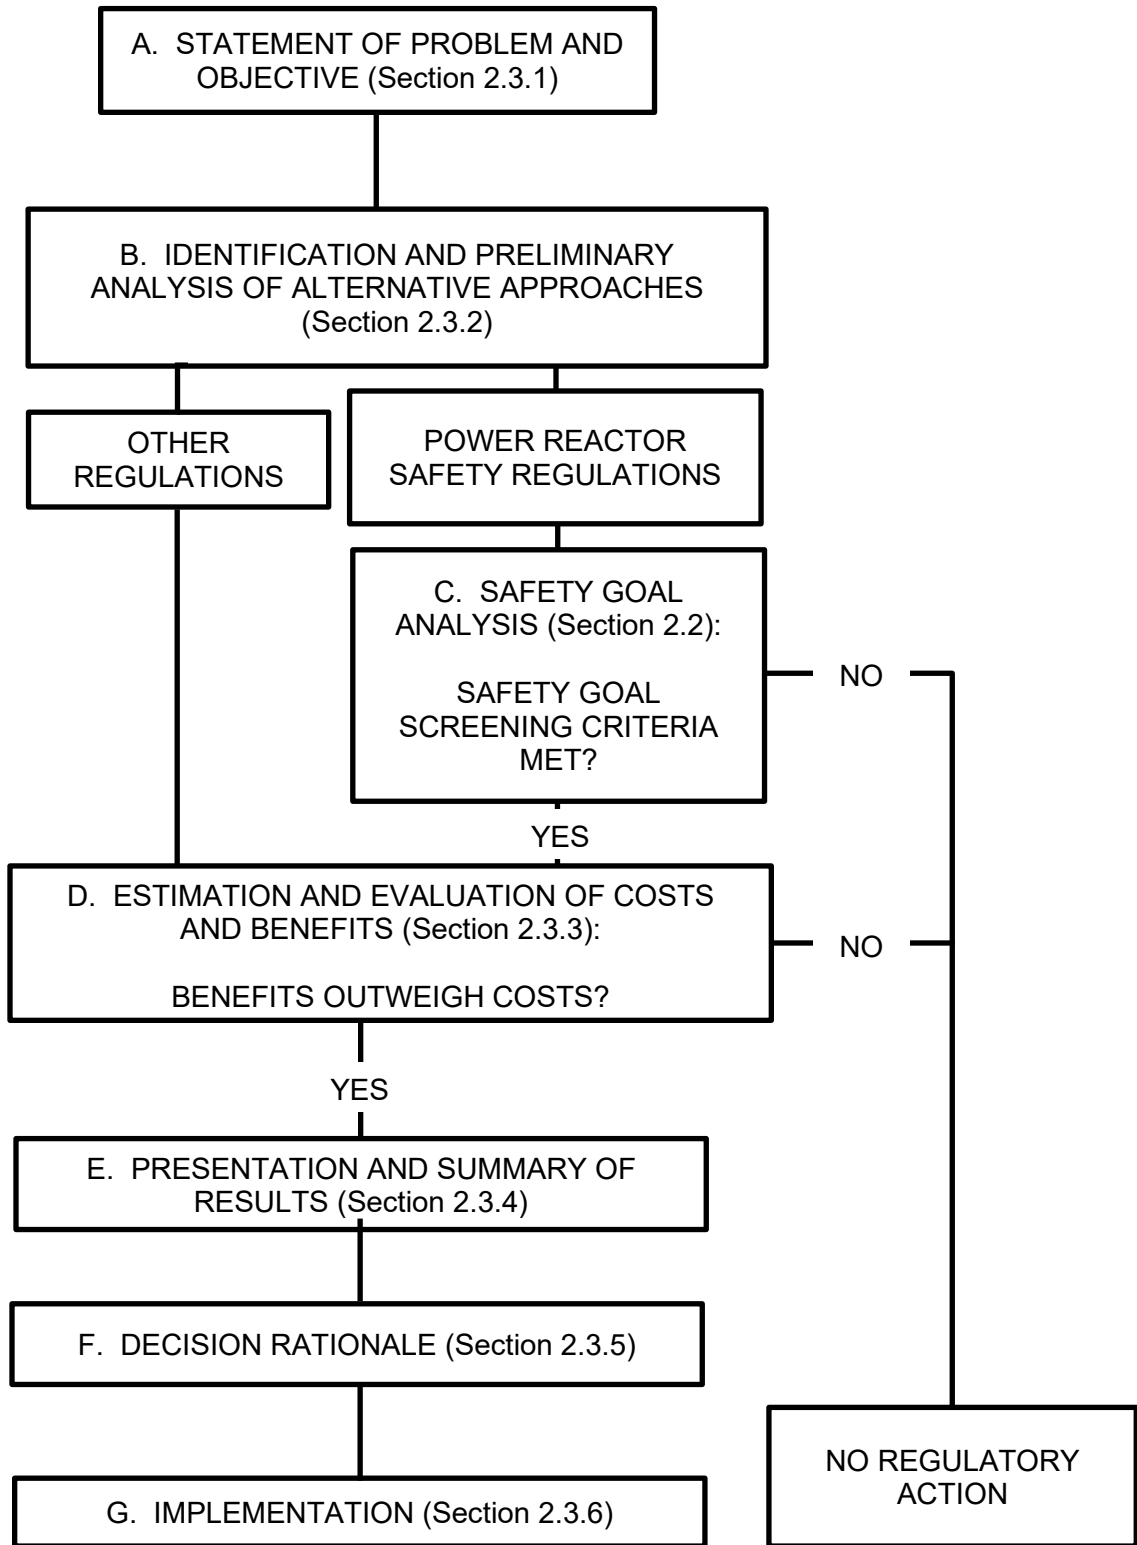 A.  STATEMENT OF PROBLEM AND
OBJECTIVE (Section 2.3.1)
B.  IDENTIFICATION AND PRELIMINARY
ANALYSIS OF ALTERNATIVE APPROACHES
(Section 2.3.2)
OTHER
REGULATIONS
POWER REACTOR
SAFETY REGULATIONS
C.  SAFETY GOAL
ANALYSIS (Section 2.2):
SAFETY GOAL
SCREENING CRITERIA
MET?
NO
YES
D.  ESTIMATION AND EVALUATION OF COSTS
AND BENEFITS (Section 2.3.3):
BENEFITS OUTWEIGH COSTS?
NO
YES
E.  PRESENTATION AND SUMMARY OF
RESULTS (Section 2.3.4)
F.  DECISION RATIONALE (Section 2.3.5)
G.  IMPLEMENTATION (Section 2.3.6)
NO REGULATORY
ACTION